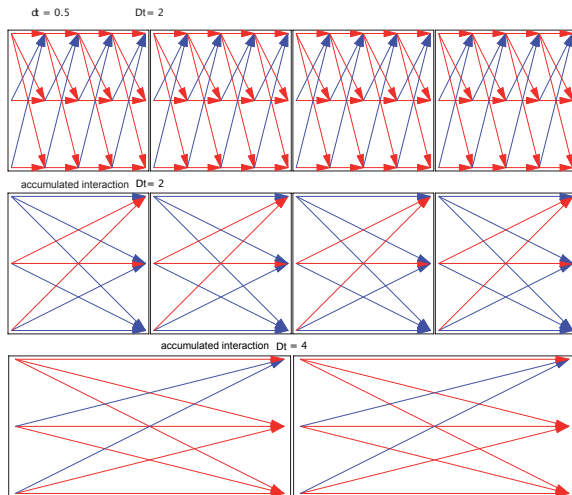 dt = 0.5 Dt= 2
accumulated interaction Dt= 2
accumulated interaction Dt = 4